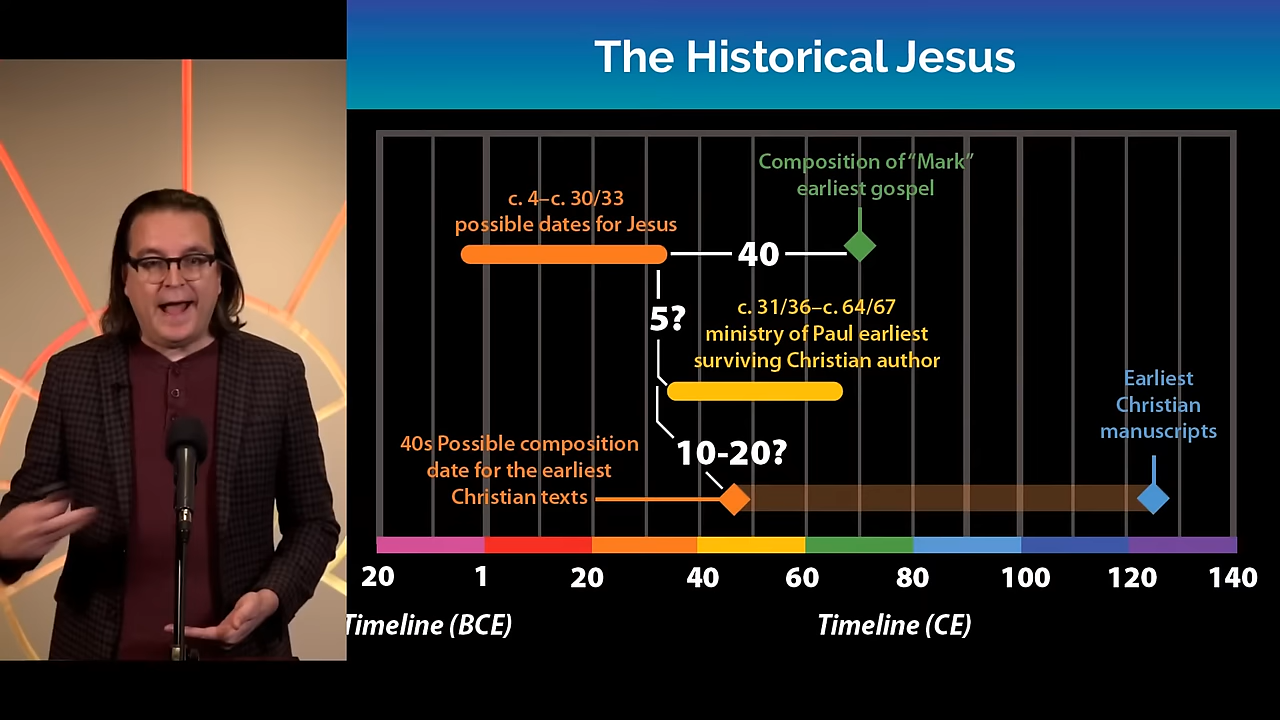 The Historical Jesus
Composition of “Mark”
earliest gospel
c. 4–c. 30/33
possible dates for Jesus
40
5?
c. 31/36–c. 64/67
ministry of Paul earliest
surviving Christian author
Earliest
Christian
manuscripts
10-20?
40s Possible composition
date for the earliest
Christian texts
20 1 20 40 60 80 100 120 140
Timeline (BCE) Timeline (CE)